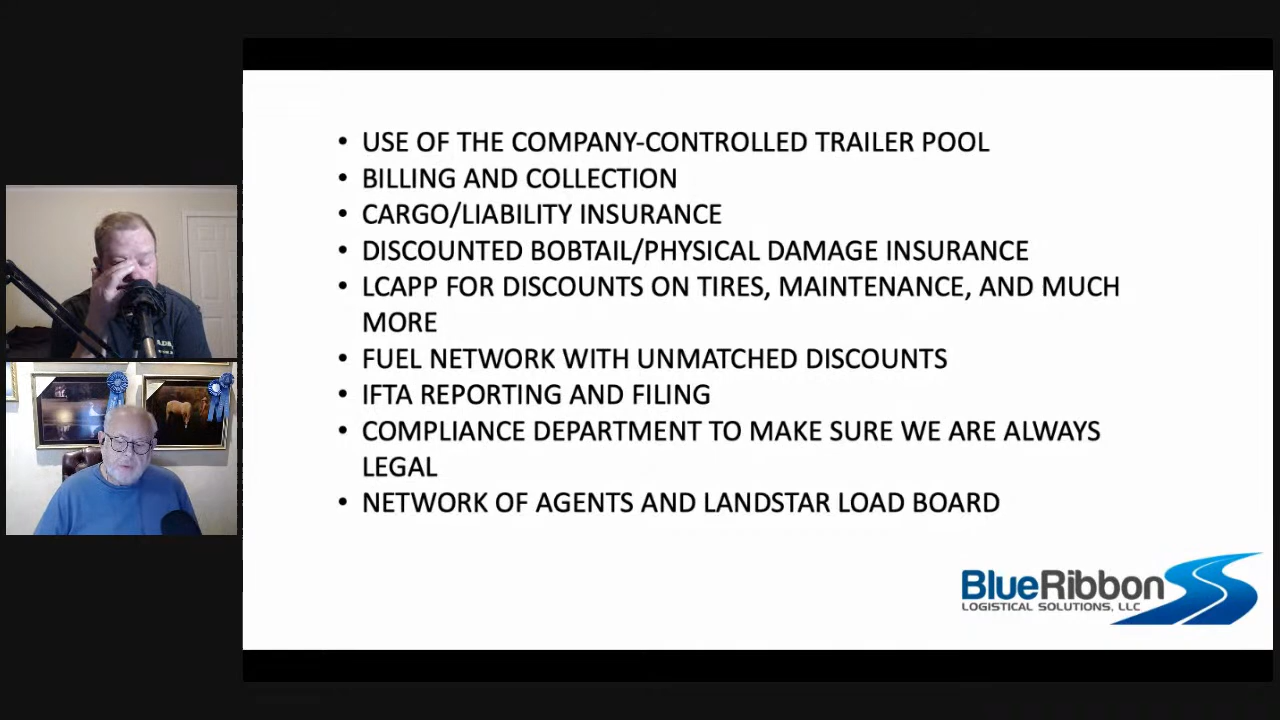 • USE OF THE COMPANY-CONTROLLED TRAILER POOL
• BILLING AND COLLECTION
• CARGO/LIABILITY INSURANCE
• DISCOUNTED BOBTAIL/PHYSICAL DAMAGE INSURANCE
• LCAPP FOR DISCOUNTS ON TIRES, MAINTENANCE, AND MUCH
MORE
• FUEL NETWORK WITH UNMATCHED DISCOUNTS
• IFTA REPORTING AND FILING
• COMPLIANCE DEPARTMENT TO MAKE SURE WE ARE ALWAYS
LEGAL
• NETWORK OF AGENTS AND LANDSTAR LOAD BOARD
BlueRibbon
LOGISTICAL SOLUTIONS, LLC